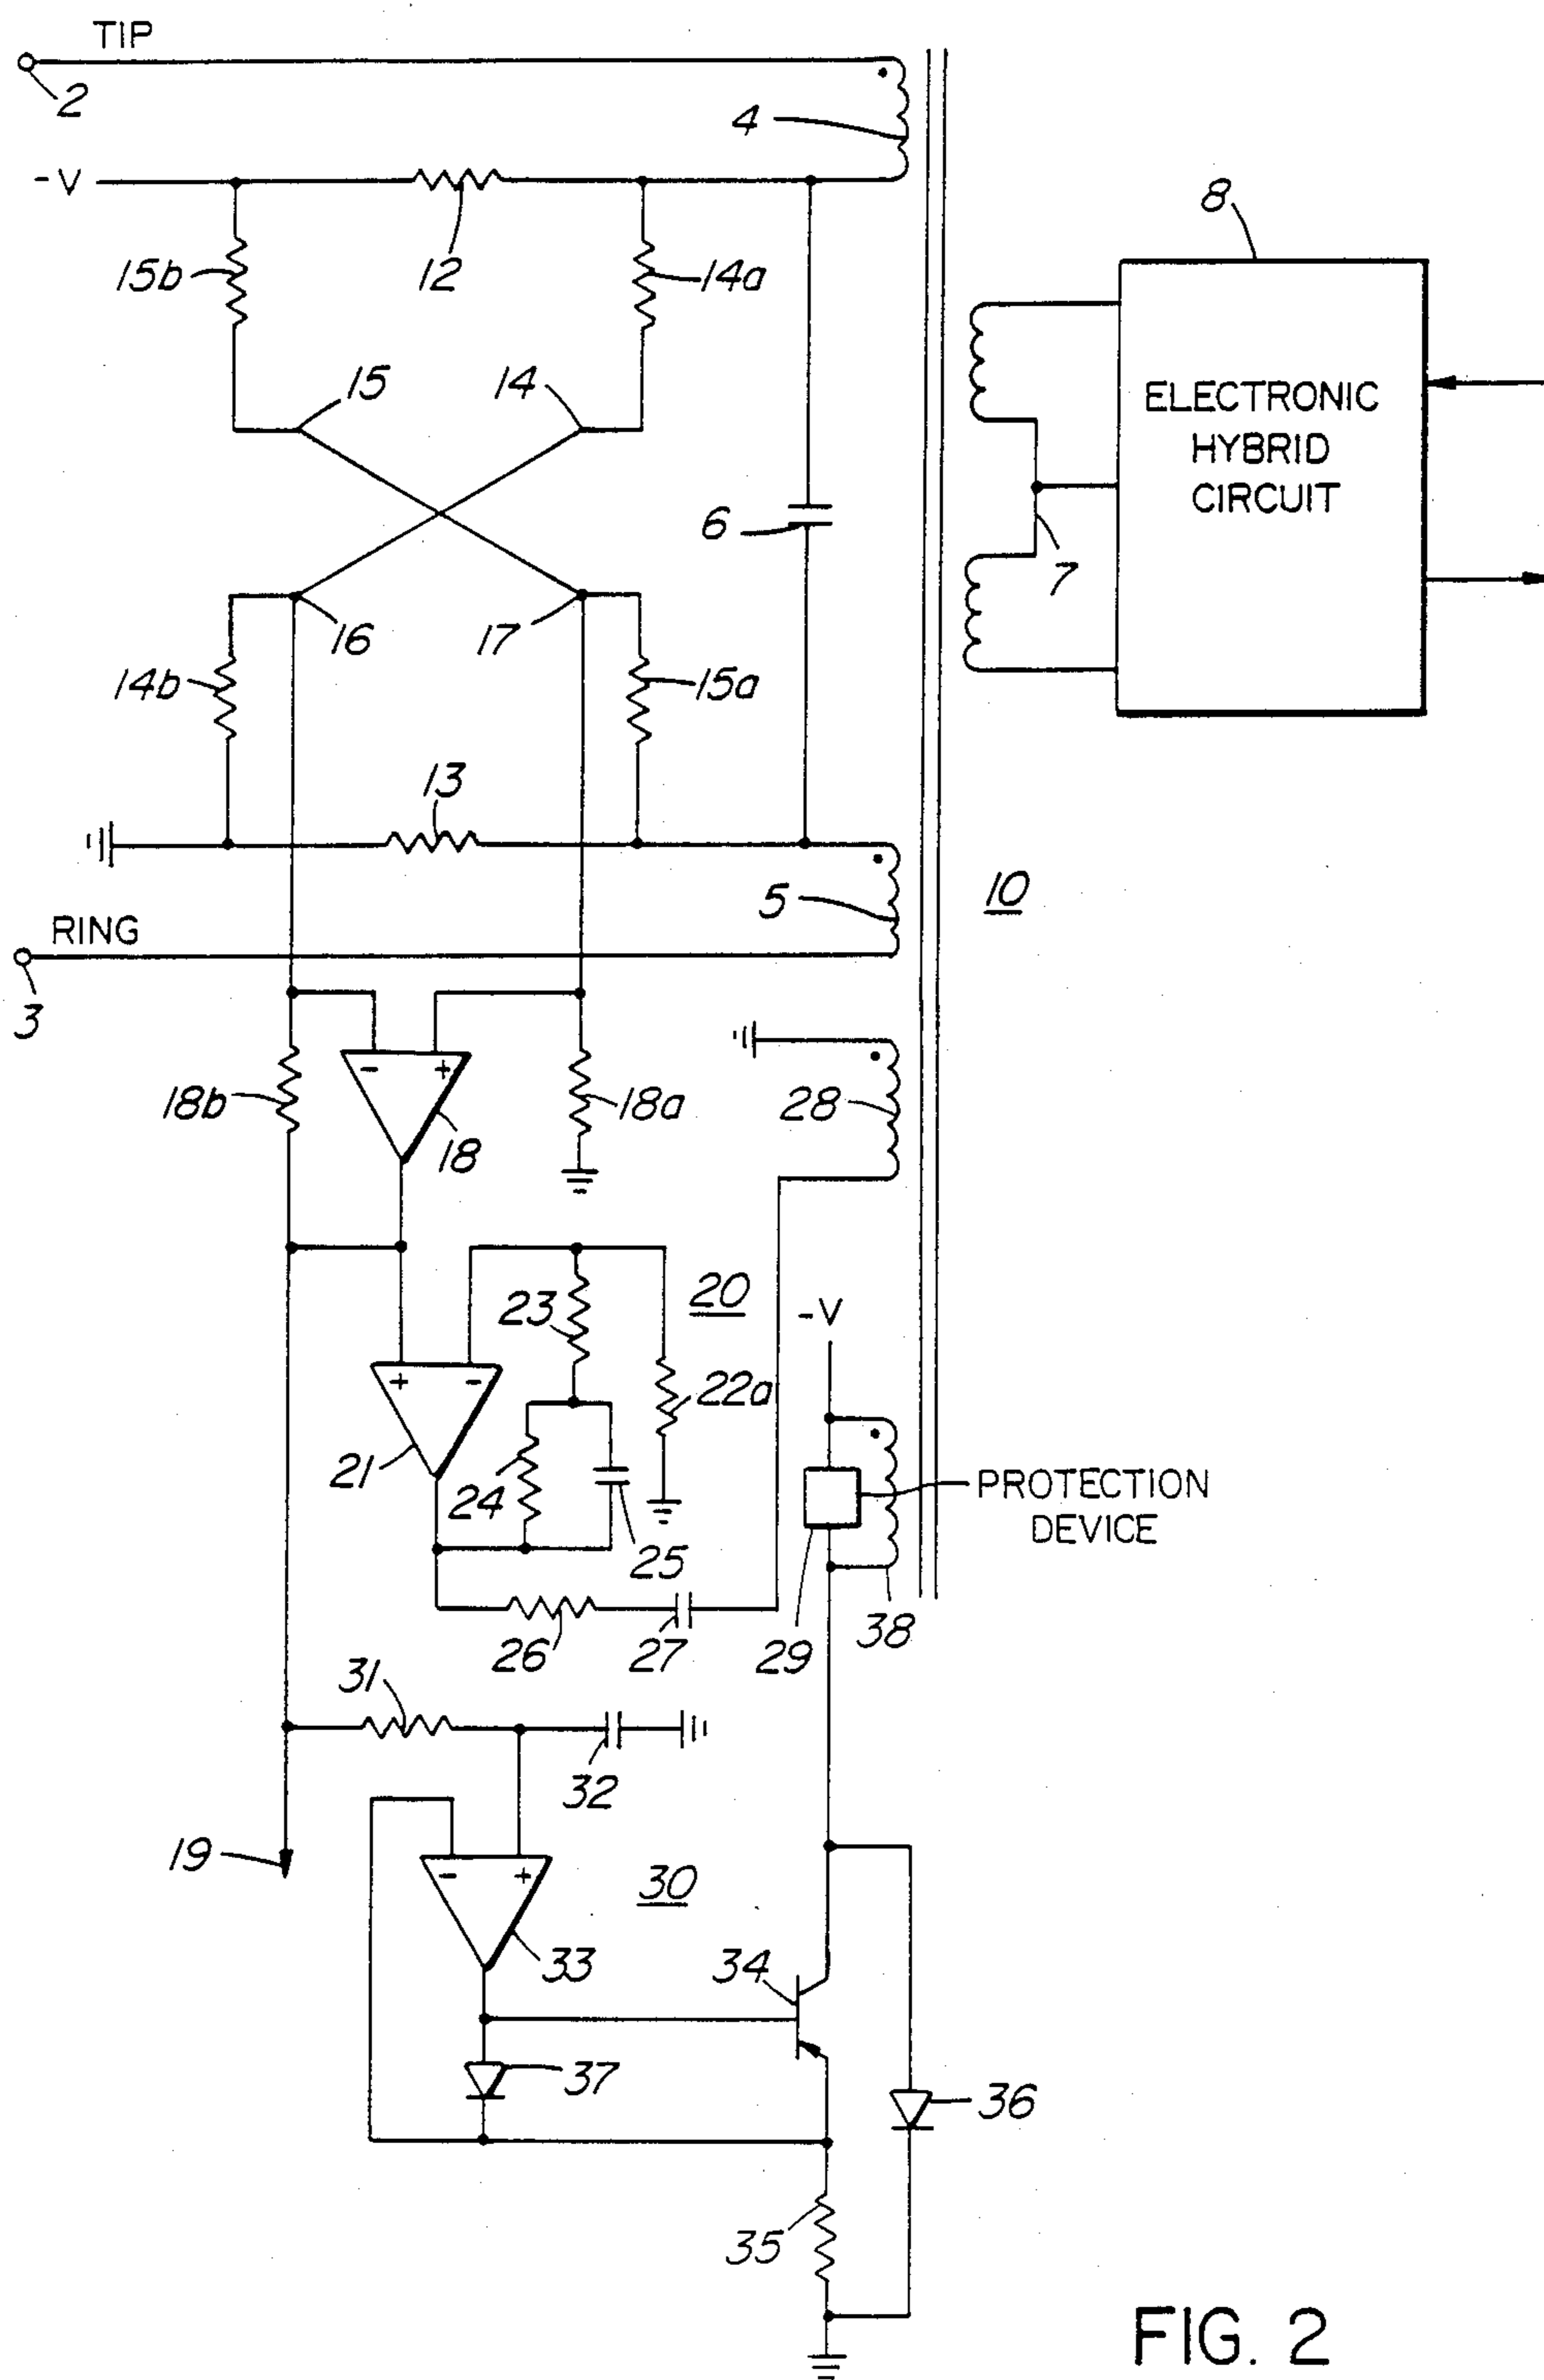 TIP
2
4
-V
12
15b
14a
8
15
14
ELECTRONIC
HYBRID
CIRCUIT
6
7
16
17
14b
15a
13
5
10
RING
3
18b
-
+
18
18a
28
20
-V
23
22a
+
-
21
24
25
PROTECTION
DEVICE
26
27
29
38
31
32
19
-
+
30
33
34
37
36
35
FIG. 2